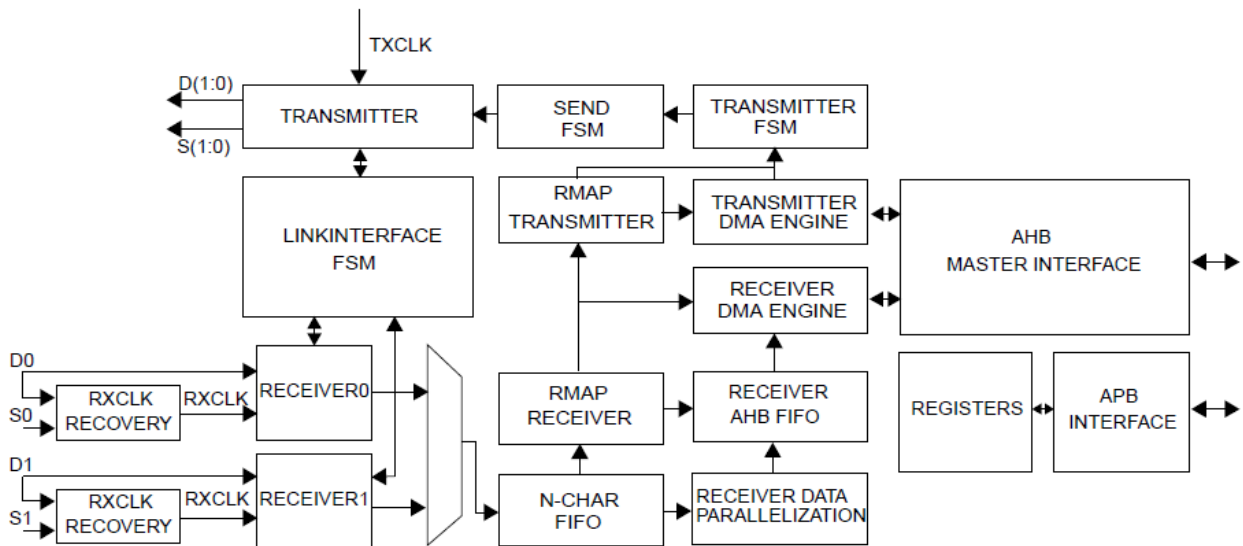 TXCLK
D(1:0)
S(1:0)
TRANSMITTER
SEND
FSM
TRANSMITTER
FSM
LINKINTERFACE
FSM
RMAP
TRANSMITTER
TRANSMITTER
DMA ENGINE
AHB
MASTER INTERFACE
RECEIVER
DMA ENGINE
D0
S0
RXCLK
RECOVERY
RXCLK
RECEIVER0
RMAP
RECEIVER
RECEIVER
AHB FIFO
REGISTERS
APB
INTERFACE
D1
S1
RXCLK
RECOVERY
RXCLK
RECEIVER1
N-CHAR
FIFO
RECEIVER DATA
PARALLELIZATION